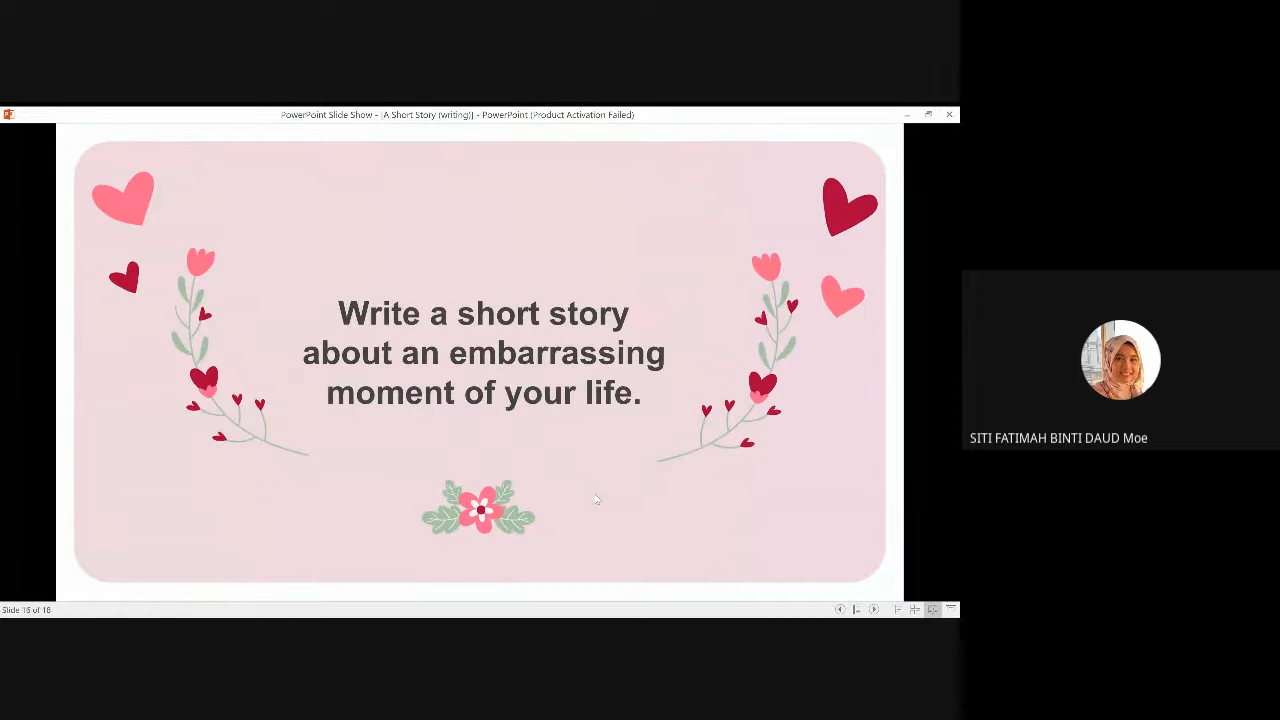 PowerPoint Slide Show - [A Short Story (writing)] - PowerPoint (Product Activation Failed)
Write a short story
about an embarrassing
moment of your life.
SITI FATIMAH BINTI DAUD Moe
Slide 16 of 18